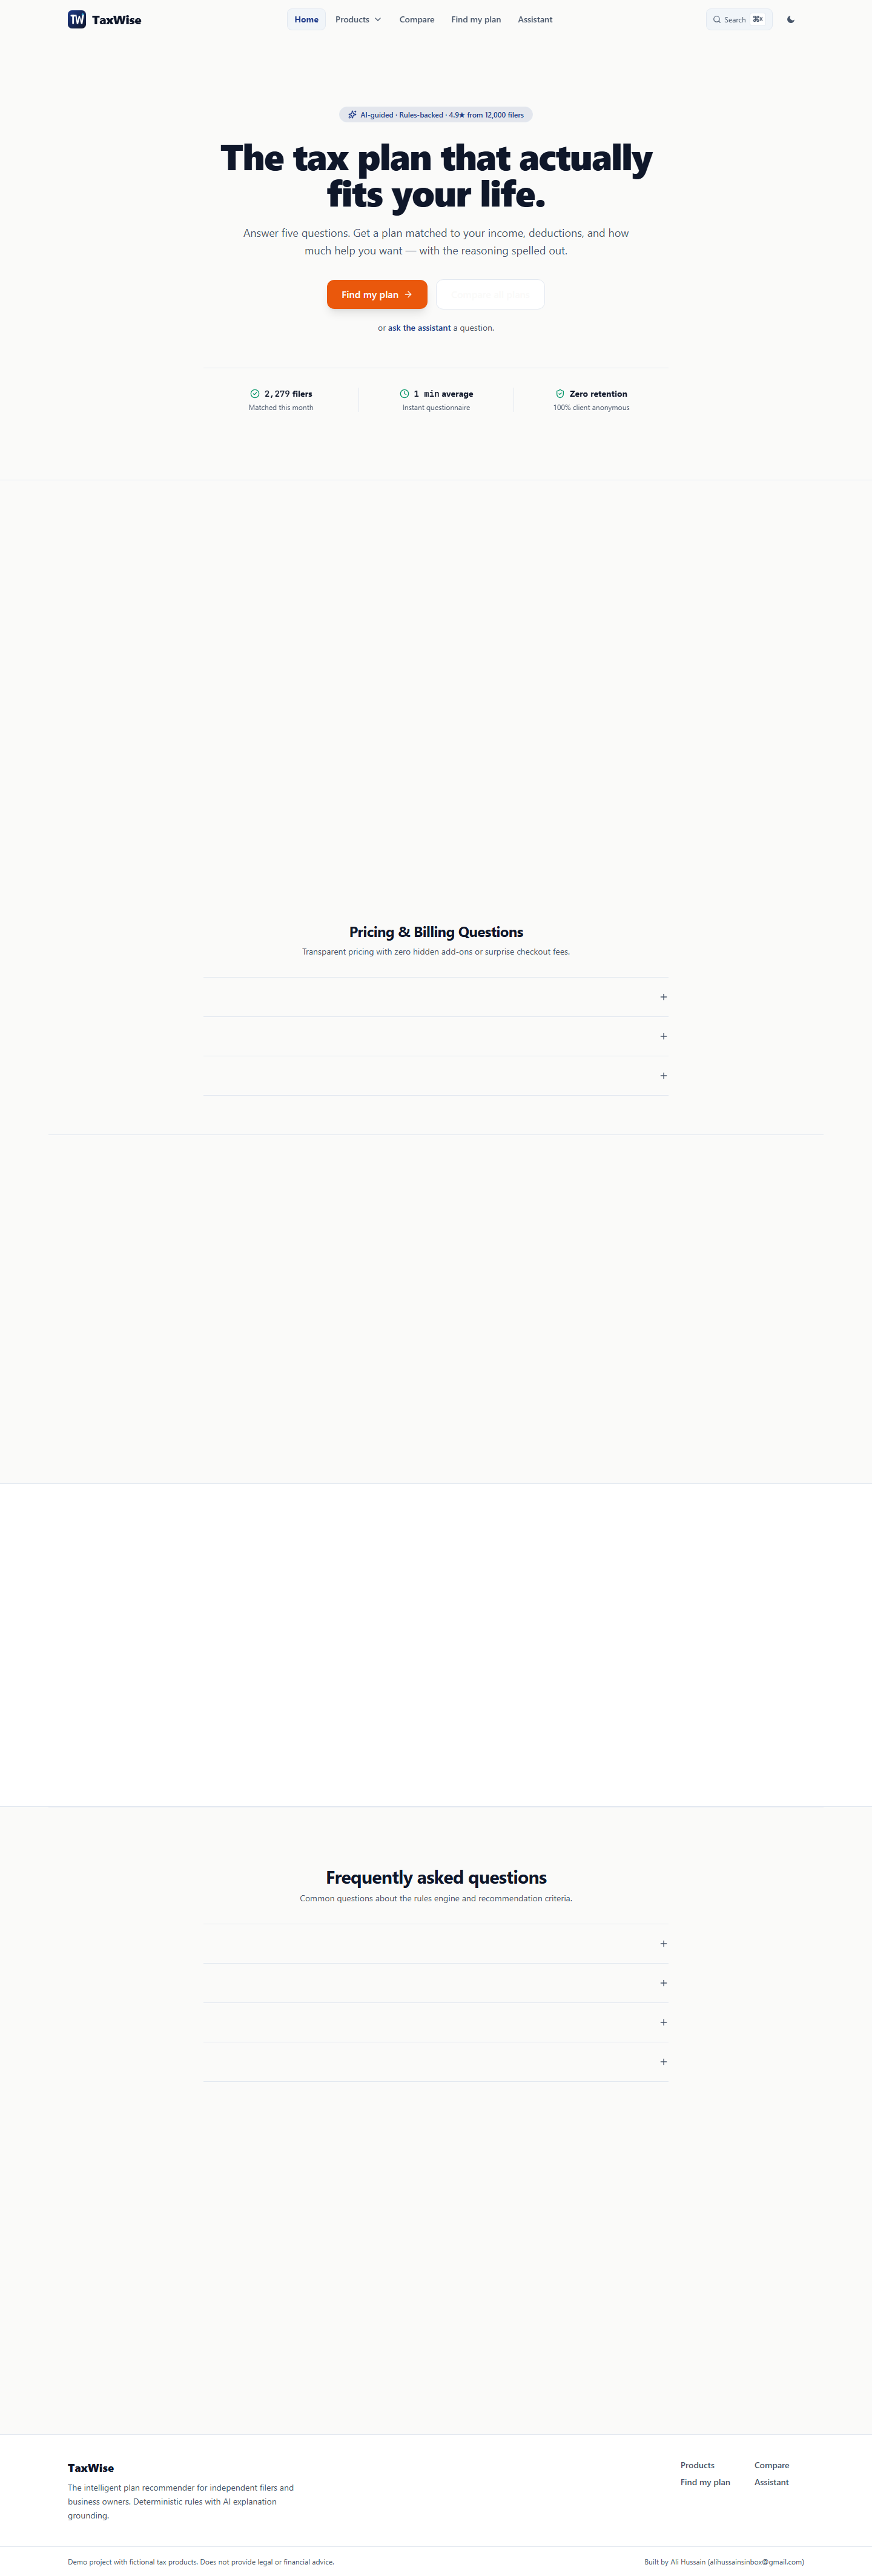 TW TaxWise
Home Products Compare Find my plan Assistant
Search ⌘K
AI-guided · Rules-backed · 4.9★ from 12,000 filers
The tax plan that actually
fits your life.
Answer five questions. Get a plan matched to your income, deductions, and how
much help you want — with the reasoning spelled out.
Find my plan →
or ask the assistant a question.
2,279 filers
Matched this month
1 min average
Instant questionnaire
Zero retention
100% client anonymous
Pricing & Billing Questions
Transparent pricing with zero hidden add-ons or surprise checkout fees.
Frequently asked questions
Common questions about the rules engine and recommendation criteria.
TaxWise
The intelligent plan recommender for independent filers and
business owners. Deterministic rules with AI explanation
grounding.
Products Compare
Find my plan Assistant
Demo project with fictional tax products. Does not provide legal or financial advice.
Built by Ali Hussain (alihussainsinbox@gmail.com)